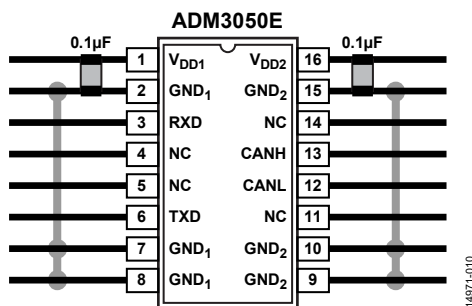 ADM3050E
0.1µF 0.1µF
1 VDD1 VDD2 16
2 GND1 GND2 15
3 RXD NC 14
4 NC CANH 13
5 NC CANL 12
6 TXD NC 11
7 GND1 GND2 10
8 GND1 GND2 9
14971-010